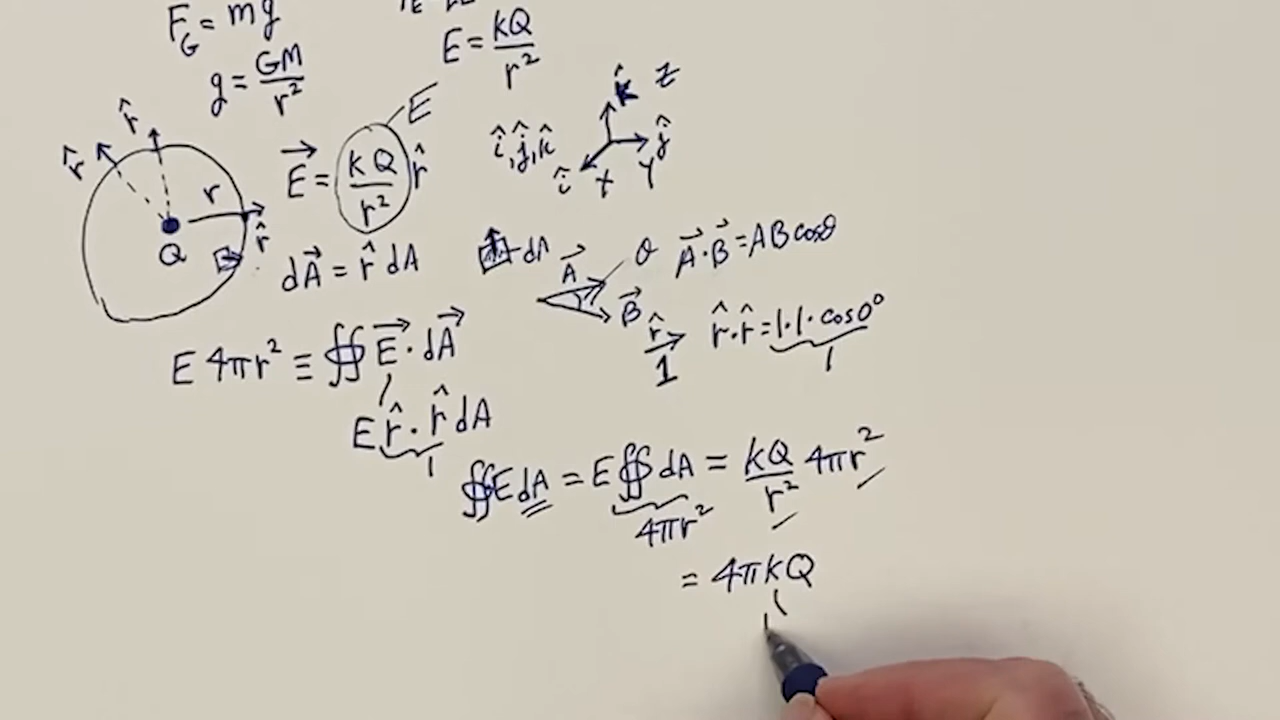 F_G = mg
E = kQ/r²
g = GM/r²
k̂ Z
E
r̂
r̂
î, ĵ, k̂
ĵ
î X Y
E⃗ = kQ/r² r̂
r
r̂
Q
dA⃗ = r̂ dA
dA
A⃗ θ A⃗·B⃗ = AB cosθ
B⃗
r̂ r̂·r̂ = 1·1·cos0°
1 1
E 4πr² ≡ ∯ E⃗·dA⃗
E r̂·r̂ dA
1
∯ E dA = E ∯ dA = kQ/r² 4πr²
4πr²
= 4πkQ